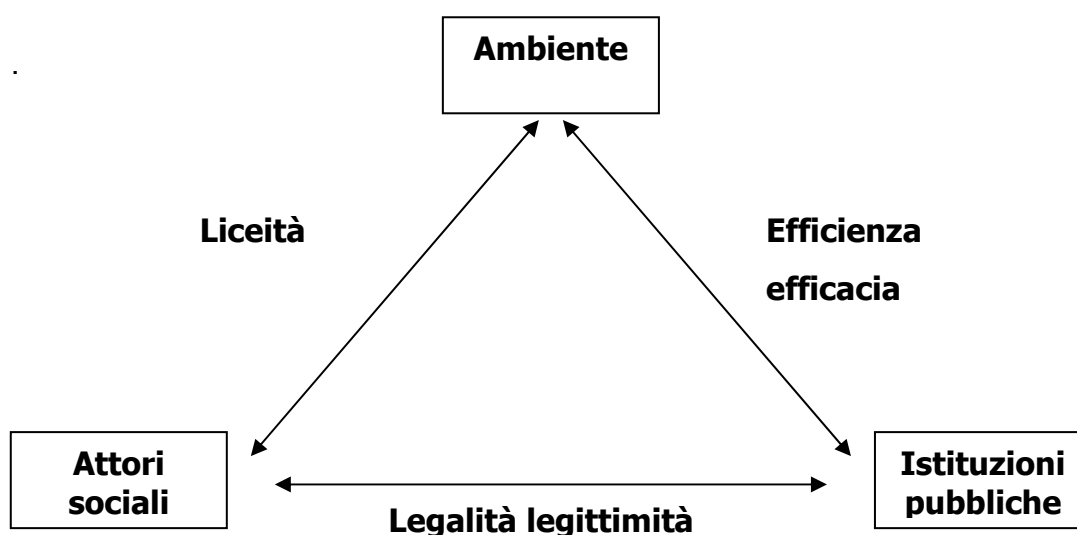 Ambiente
.
Liceità
Efficienza
efficacia
Attori
sociali
Istituzioni
pubbliche
Legalità legittimità